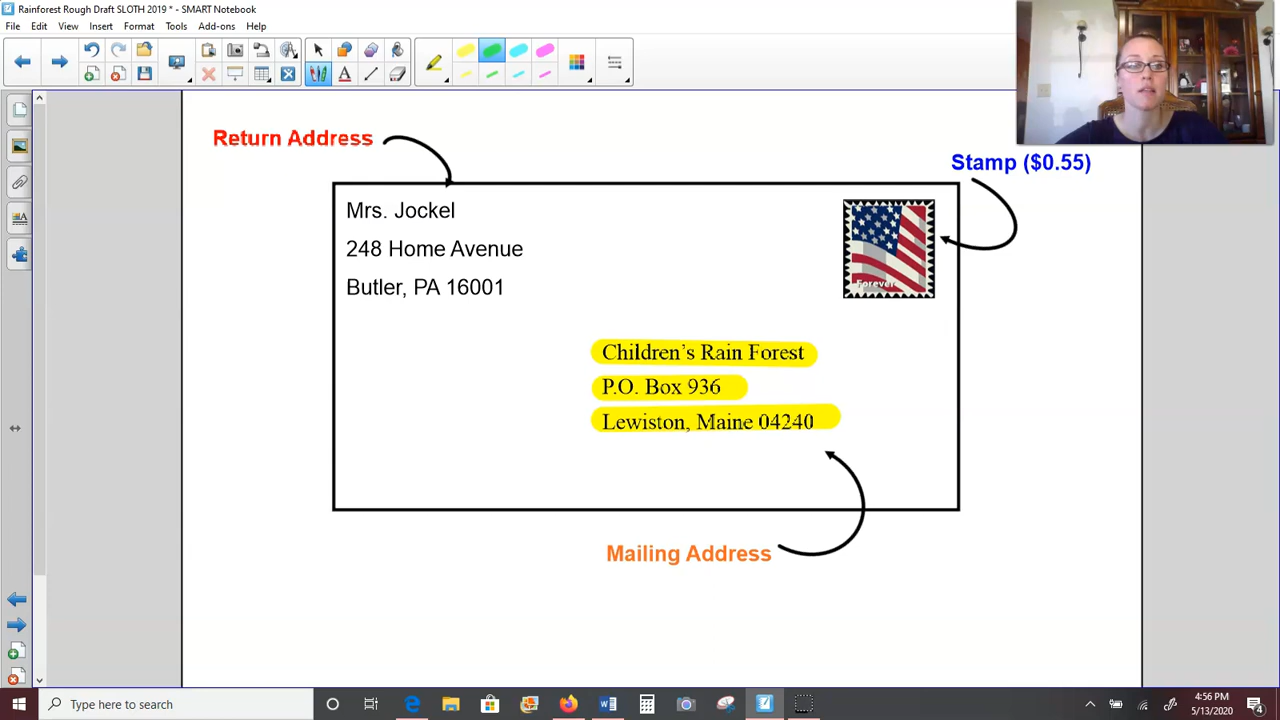 Rainforest Rough Draft SLOTH 2019 * - SMART Notebook
File Edit View Insert Format Tools Add-ons Help
Return Address
Stamp ($0.55)
Mrs. Jockel
248 Home Avenue
Butler, PA 16001
Forever
Children's Rain Forest
P.O. Box 936
Lewiston, Maine 04240
Mailing Address
Type here to search
4:56 PM
5/13/2020
4